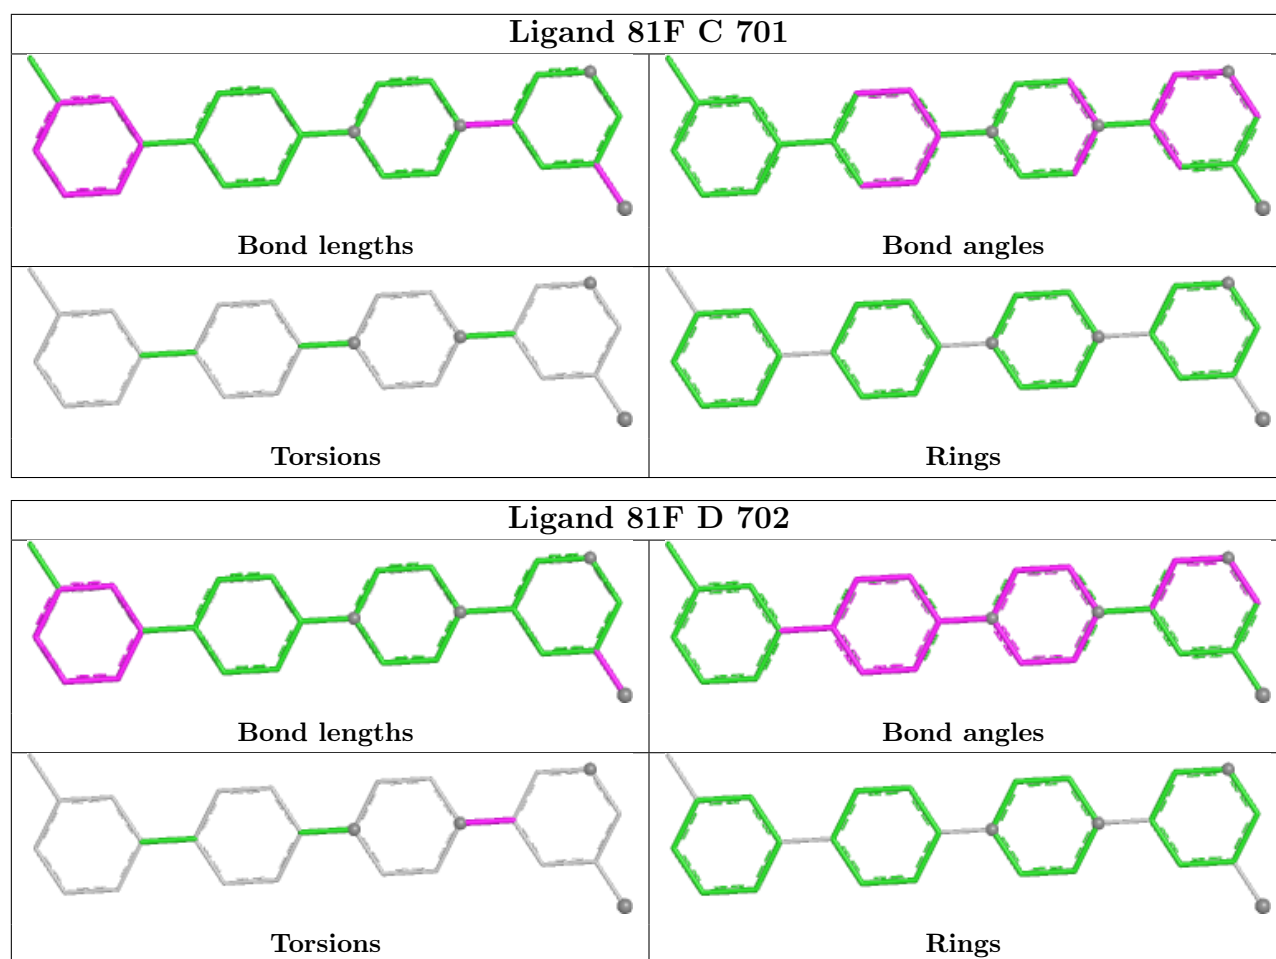 Ligand 81F C 701
Bond lengths
Bond angles
Torsions
Rings
Ligand 81F D 702
Bond lengths
Bond angles
Torsions
Rings